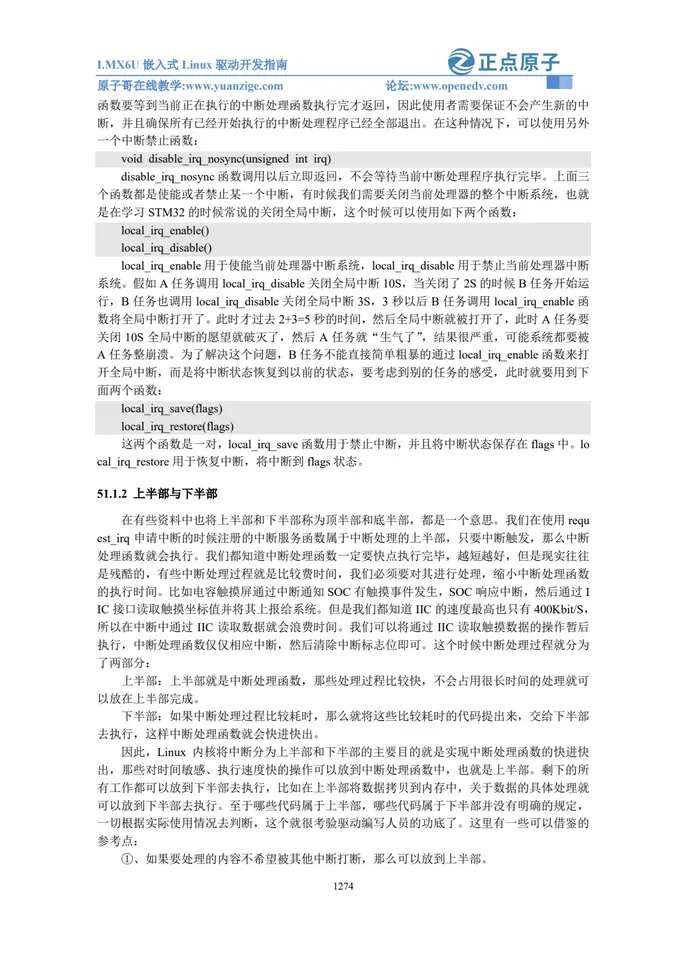 I.MX6U 嵌入式 Linux 驱动开发指南
正点原子
原子哥在线教学:www.yuanzige.com
论坛:www.openedv.com
函数要等到当前正在执行的中断处理函数执行完才返回，因此使用者需要保证不会产生新的中
断，并且确保所有已经开始执行的中断处理程序已经全部退出。在这种情况下，可以使用另外
一个中断禁止函数：
void disable_irq_nosync(unsigned int irq)
disable_irq_nosync 函数调用以后立即返回，不会等待当前中断处理程序执行完毕。上面三
个函数都是使能或者禁止某一个中断，有时候我们需要关闭当前处理器的整个中断系统，也就
是在学习 STM32 的时候常说的关闭全局中断，这个时候可以使用如下两个函数：
local_irq_enable()
local_irq_disable()
local_irq_enable 用于使能当前处理器中断系统，local_irq_disable 用于禁止当前处理器中断
系统。假如 A 任务调用 local_irq_disable 关闭全局中断 10S，当关闭了 2S 的时候 B 任务开始运
行，B 任务也调用 local_irq_disable 关闭全局中断 3S，3 秒以后 B 任务调用 local_irq_enable 函
数将全局中断打开了。此时才过去 2+3=5 秒的时间，然后全局中断就被打开了，此时 A 任务要
关闭 10S 全局中断的愿望就破灭了，然后 A 任务就“生气了”，结果很严重，可能系统都要被
A 任务整崩溃。为了解决这个问题，B 任务不能直接简单粗暴的通过 local_irq_enable 函数来打
开全局中断，而是将中断状态恢复到以前的状态，要考虑到别的任务的感受，此时就要用到下
面两个函数：
local_irq_save(flags)
local_irq_restore(flags)
这两个函数是一对，local_irq_save 函数用于禁止中断，并且将中断状态保存在 flags 中。lo
cal_irq_restore 用于恢复中断，将中断到 flags 状态。
51.1.2 上半部与下半部
在有些资料中也将上半部和下半部称为顶半部和底半部，都是一个意思。我们在使用 requ
est_irq 申请中断的时候注册的中断服务函数属于中断处理的上半部，只要中断触发，那么中断
处理函数就会执行。我们都知道中断处理函数一定要快点执行完毕，越短越好，但是现实往往
是残酷的，有些中断处理过程就是比较费时间，我们必须要对其进行处理，缩小中断处理函数
的执行时间。比如电容触摸屏通过中断通知 SOC 有触摸事件发生，SOC 响应中断，然后通过 I
IC 接口读取触摸坐标值并将其上报给系统。但是我们都知道 IIC 的速度最高也只有 400Kbit/S，
所以在中断中通过 IIC 读取数据就会浪费时间。我们可以将通过 IIC 读取触摸数据的操作暂后
执行，中断处理函数仅仅相应中断，然后清除中断标志位即可。这个时候中断处理过程就分为
了两部分：
上半部：上半部就是中断处理函数，那些处理过程比较快，不会占用很长时间的处理就可
以放在上半部完成。
下半部：如果中断处理过程比较耗时，那么就将这些比较耗时的代码提出来，交给下半部
去执行，这样中断处理函数就会快进快出。
因此，Linux 内核将中断分为上半部和下半部的主要目的就是实现中断处理函数的快进快
出，那些对时间敏感、执行速度快的操作可以放到中断处理函数中，也就是上半部。剩下的所
有工作都可以放到下半部去执行，比如在上半部将数据拷贝到内存中，关于数据的具体处理就
可以放到下半部去执行。至于哪些代码属于上半部，哪些代码属于下半部并没有明确的规定，
一切根据实际使用情况去判断，这个就很考验驱动编写人员的功底了。这里有一些可以借鉴的
参考点：
①、如果要处理的内容不希望被其他中断打断，那么可以放到上半部。
1274